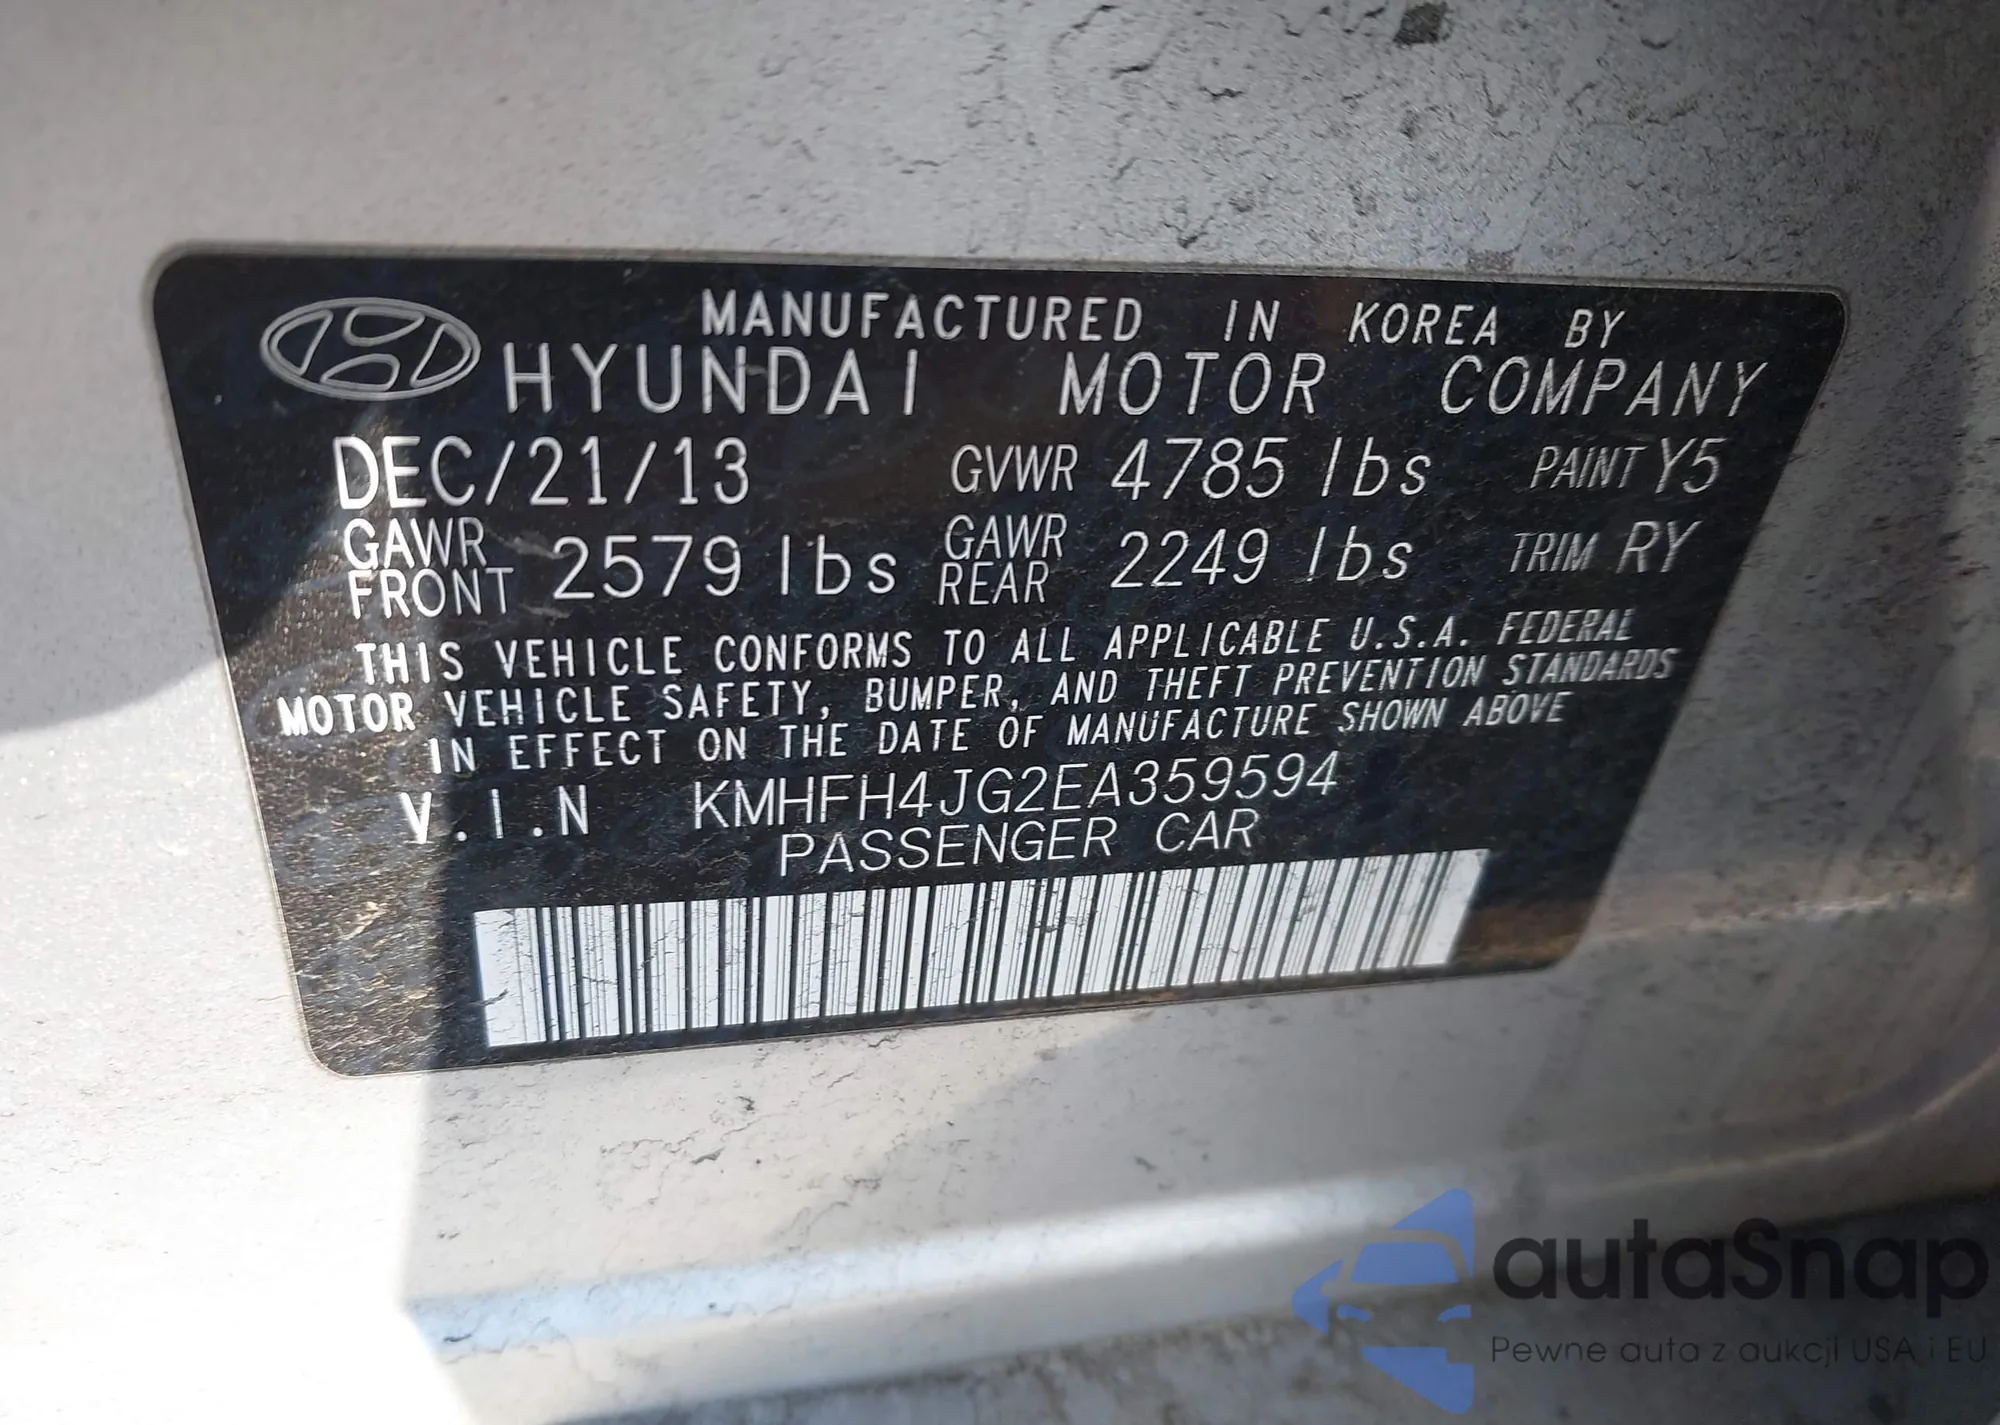 MANUFACTURED IN KOREA BY
HYUNDAI MOTOR COMPANY
DEC/21/13 GVWR 4785 lbs PAINT Y5
GAWR FRONT 2579 lbs GAWR REAR 2249 lbs TRIM RY
THIS VEHICLE CONFORMS TO ALL APPLICABLE U.S.A. FEDERAL
MOTOR VEHICLE SAFETY, BUMPER, AND THEFT PREVENTION STANDARDS
IN EFFECT ON THE DATE OF MANUFACTURE SHOWN ABOVE
V.I.N KMHFH4JG2EA359594
PASSENGER CAR
autaSnap
Pewne auta z aukcji USA i EU